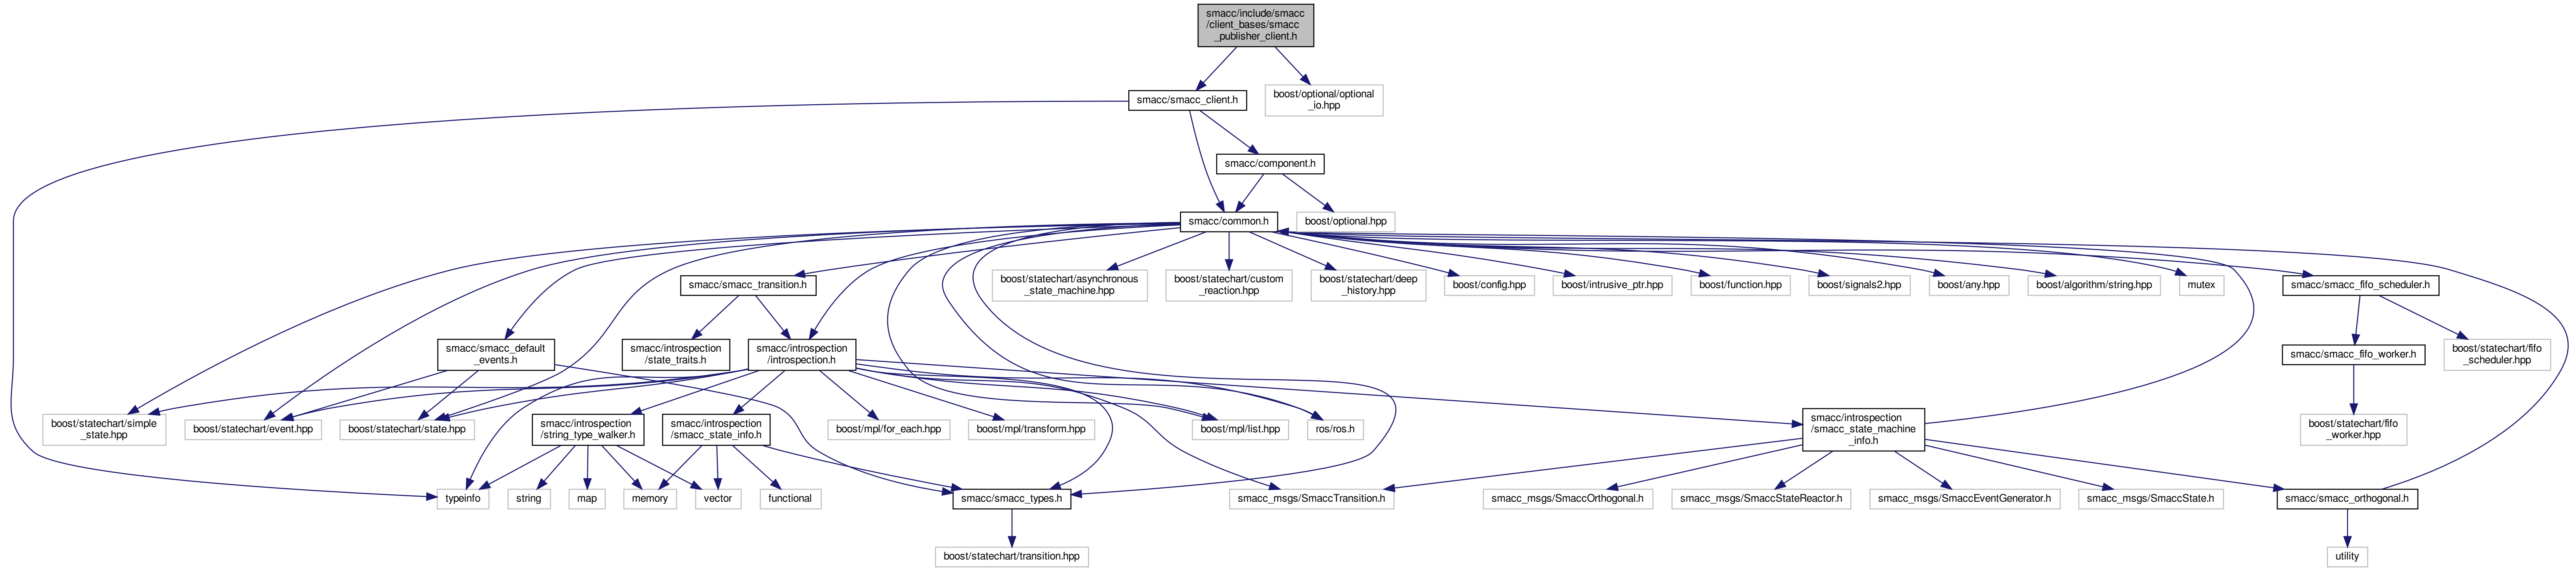 smacc/include/smacc
/client_bases/smacc
_publisher_client.h
smacc/smacc_client.h
boost/optional/optional
_io.hpp
smacc/component.h
smacc/common.h
boost/optional.hpp
smacc/smacc_transition.h
boost/statechart/asynchronous
_state_machine.hpp
boost/statechart/custom
_reaction.hpp
boost/statechart/deep
_history.hpp
boost/config.hpp
boost/intrusive_ptr.hpp
boost/function.hpp
boost/signals2.hpp
boost/any.hpp
boost/algorithm/string.hpp
mutex
smacc/smacc_fifo_scheduler.h
smacc/smacc_default
_events.h
smacc/introspection
/state_traits.h
smacc/introspection
/introspection.h
smacc/smacc_fifo_worker.h
boost/statechart/fifo
_scheduler.hpp
boost/statechart/simple
_state.hpp
boost/statechart/event.hpp
boost/statechart/state.hpp
smacc/introspection
/string_type_walker.h
smacc/introspection
/smacc_state_info.h
boost/mpl/for_each.hpp
boost/mpl/transform.hpp
boost/mpl/list.hpp
ros/ros.h
smacc/introspection
/smacc_state_machine
_info.h
boost/statechart/fifo
_worker.hpp
typeinfo
string
map
memory
vector
functional
smacc/smacc_types.h
smacc_msgs/SmaccTransition.h
smacc_msgs/SmaccOrthogonal.h
smacc_msgs/SmaccStateReactor.h
smacc_msgs/SmaccEventGenerator.h
smacc_msgs/SmaccState.h
smacc/smacc_orthogonal.h
boost/statechart/transition.hpp
utility